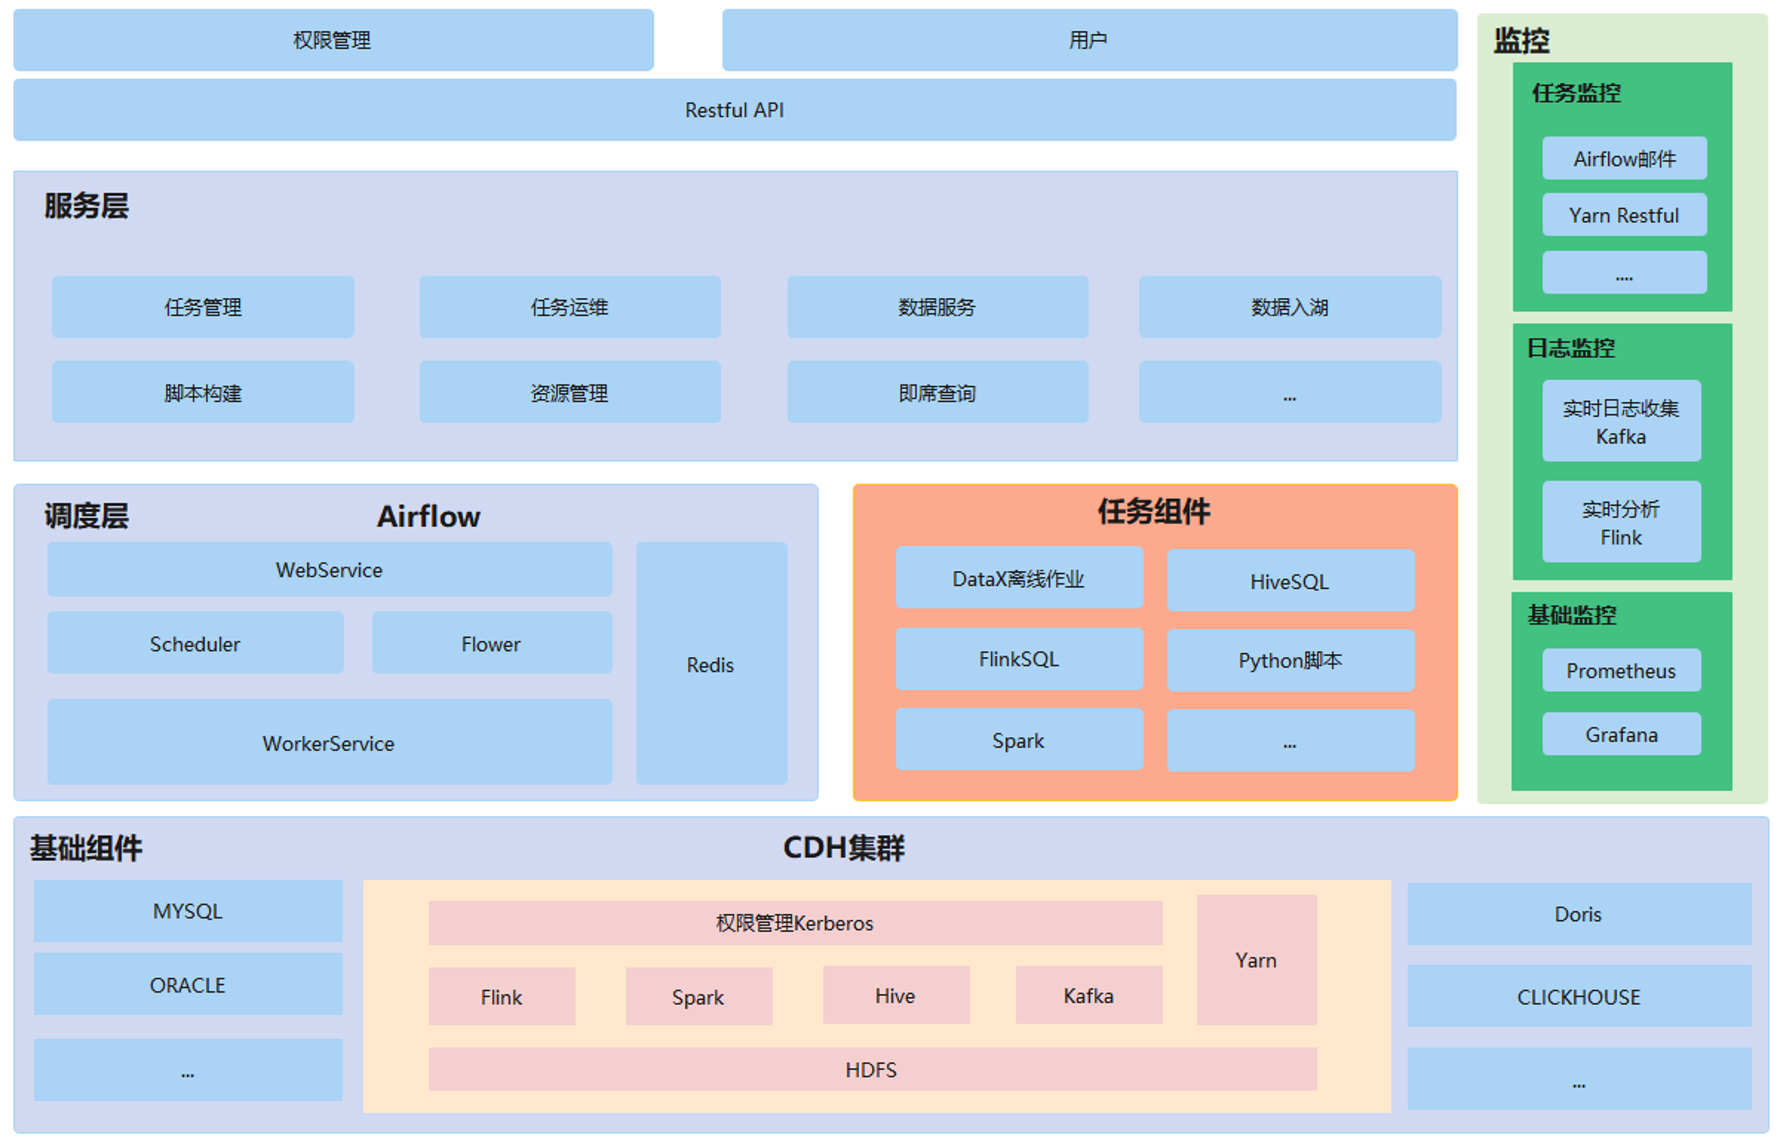 权限管理
用户
Restful API
服务层
任务管理
任务运维
数据服务
数据入湖
脚本构建
资源管理
即席查询
...
调度层
Airflow
WebService
Scheduler
Flower
WorkerService
Redis
任务组件
DataX离线作业
HiveSQL
FlinkSQL
Python脚本
Spark
...
监控
任务监控
Airflow邮件
Yarn Restful
....
日志监控
实时日志收集
Kafka
实时分析
Flink
基础监控
Prometheus
Grafana
基础组件
CDH集群
MYSQL
ORACLE
...
权限管理Kerberos
Yarn
Flink
Spark
Hive
Kafka
HDFS
Doris
CLICKHOUSE
...